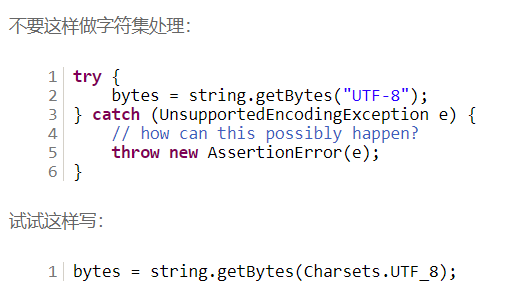 不要这样做字符集处理：
1 try {
2     bytes = string.getBytes("UTF-8");
3 } catch (UnsupportedEncodingException e) {
4     // how can this possibly happen?
5     throw new AssertionError(e);
6 }
试试这样写：
1 bytes = string.getBytes(Charsets.UTF_8);